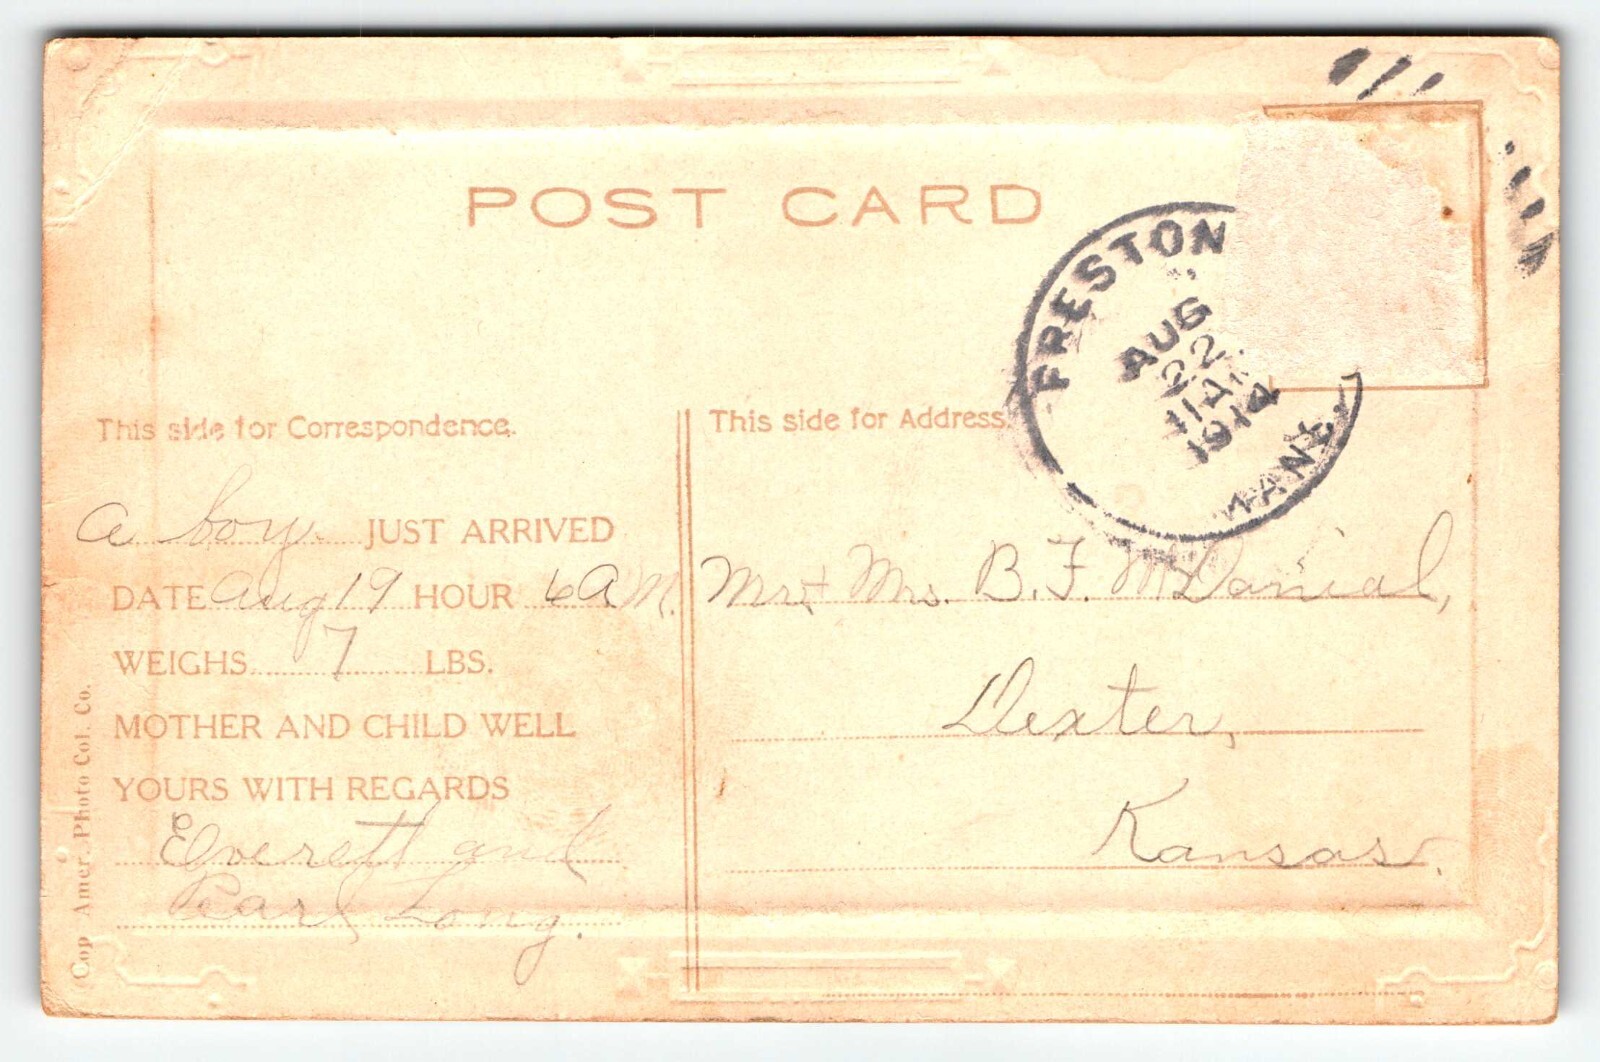 POST CARD
FRESTON
AUG
22
11A
1914
KANS.
This side for Correspondence.
This side for Address.
a boy. JUST ARRIVED
DATE Aug 19 HOUR 6 A.M.
WEIGHS 7 LBS.
MOTHER AND CHILD WELL
YOURS WITH REGARDS
Everett and
Pearl Long.
Mr + Mrs. B. F. McDanial,
Dexter,
Kansas.
Cop Amer. Photo Col. Co.